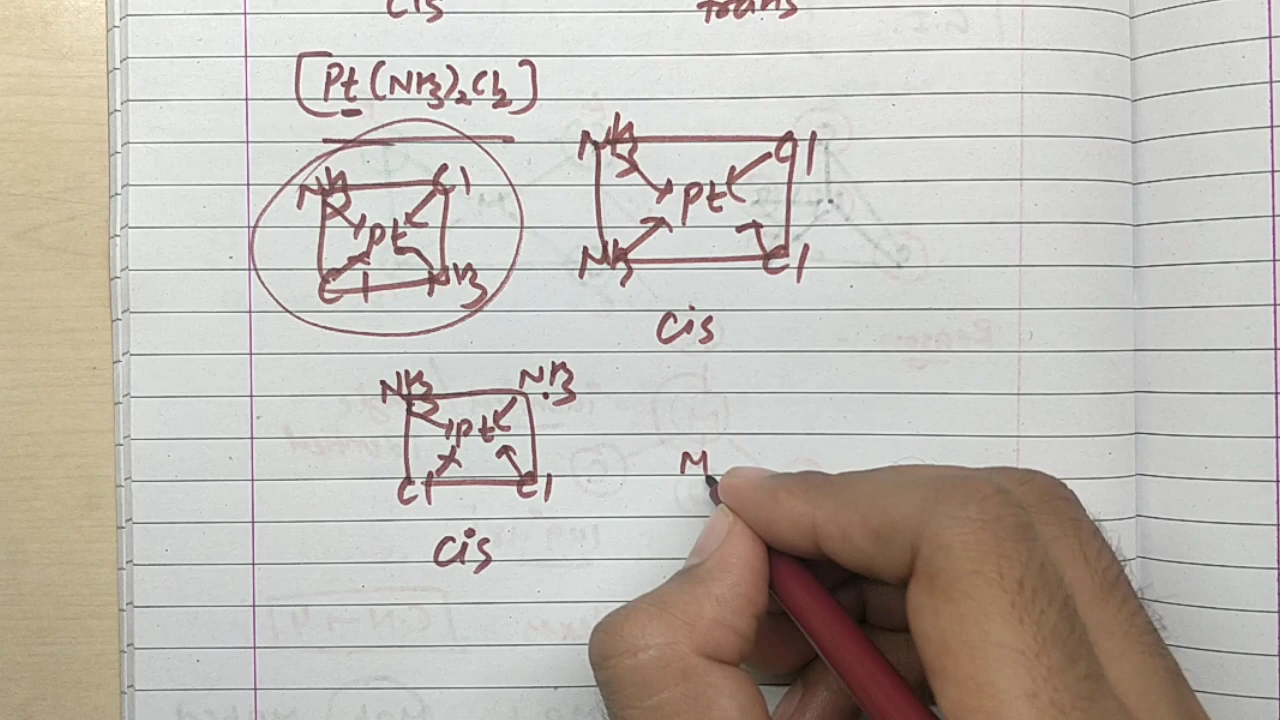 cis trans
[Pt(NH3)2Cl2]
NH3 Cl NH3 Cl
Pt Pt
Cl NH3 NH3 Cl
cis
NH3 NH3
Pt
Cl Cl
cis
M